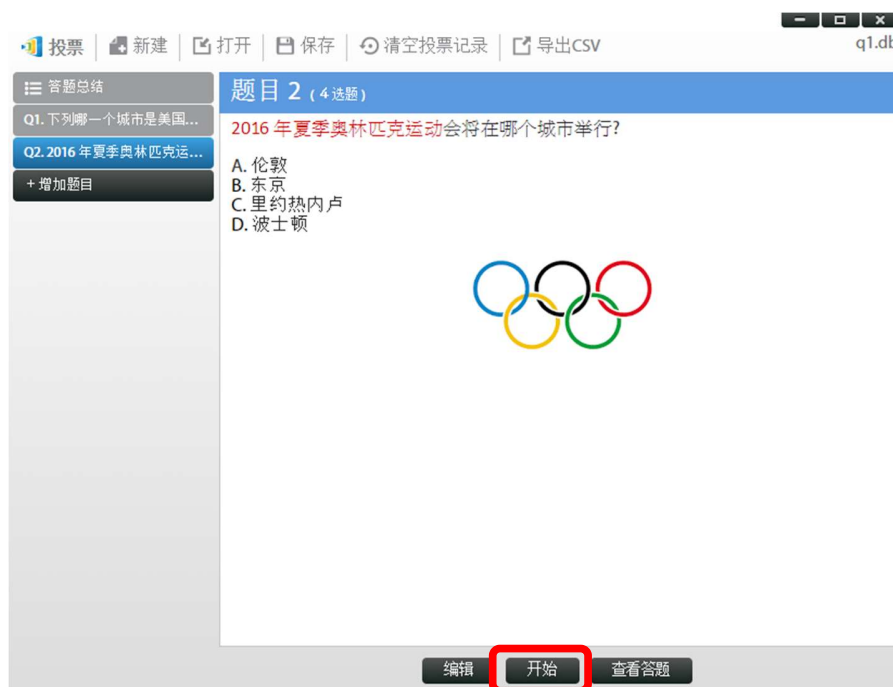 投票 新建 打开 保存 清空投票记录 导出CSV q1.db
答题总结
Q1. 下列哪一个城市是美国...
Q2. 2016 年夏季奥林匹克运...
+ 增加题目
题目 2 ( 4 选题 )
2016 年夏季奥林匹克运动会将在哪个城市举行?
A. 伦敦
B. 东京
C. 里约热内卢
D. 波士顿
编辑 开始 查看答题